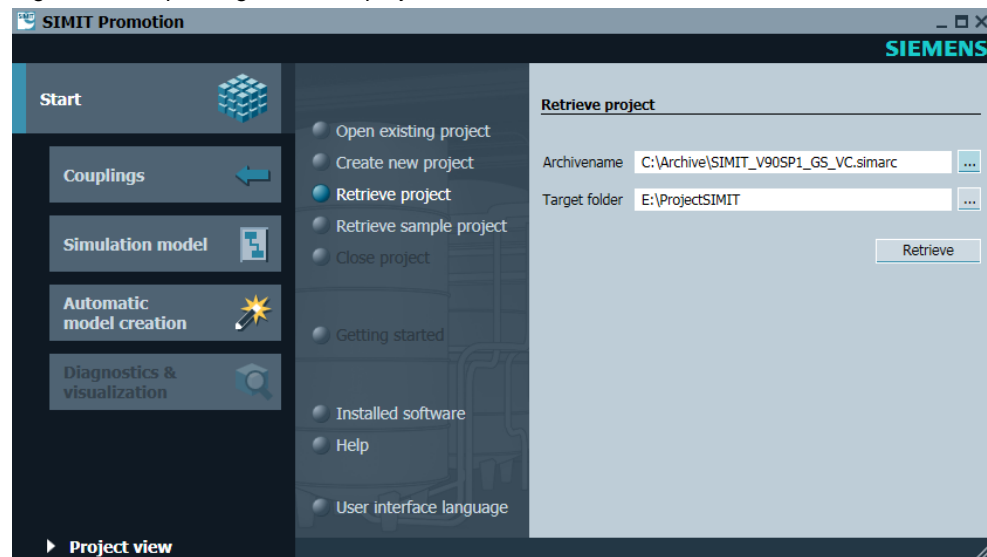 SIMIT Promotion
SIEMENS
Start
Couplings
Simulation model
Automatic
model creation
Diagnostics &
visualization
Project view
Open existing project
Create new project
Retrieve project
Retrieve sample project
Close project
Getting started
Installed software
Help
User interface language
Retrieve project
Archivename C:\Archive\SIMIT_V90SP1_GS_VC.simarc ...
Target folder E:\ProjectSIMIT ...
Retrieve